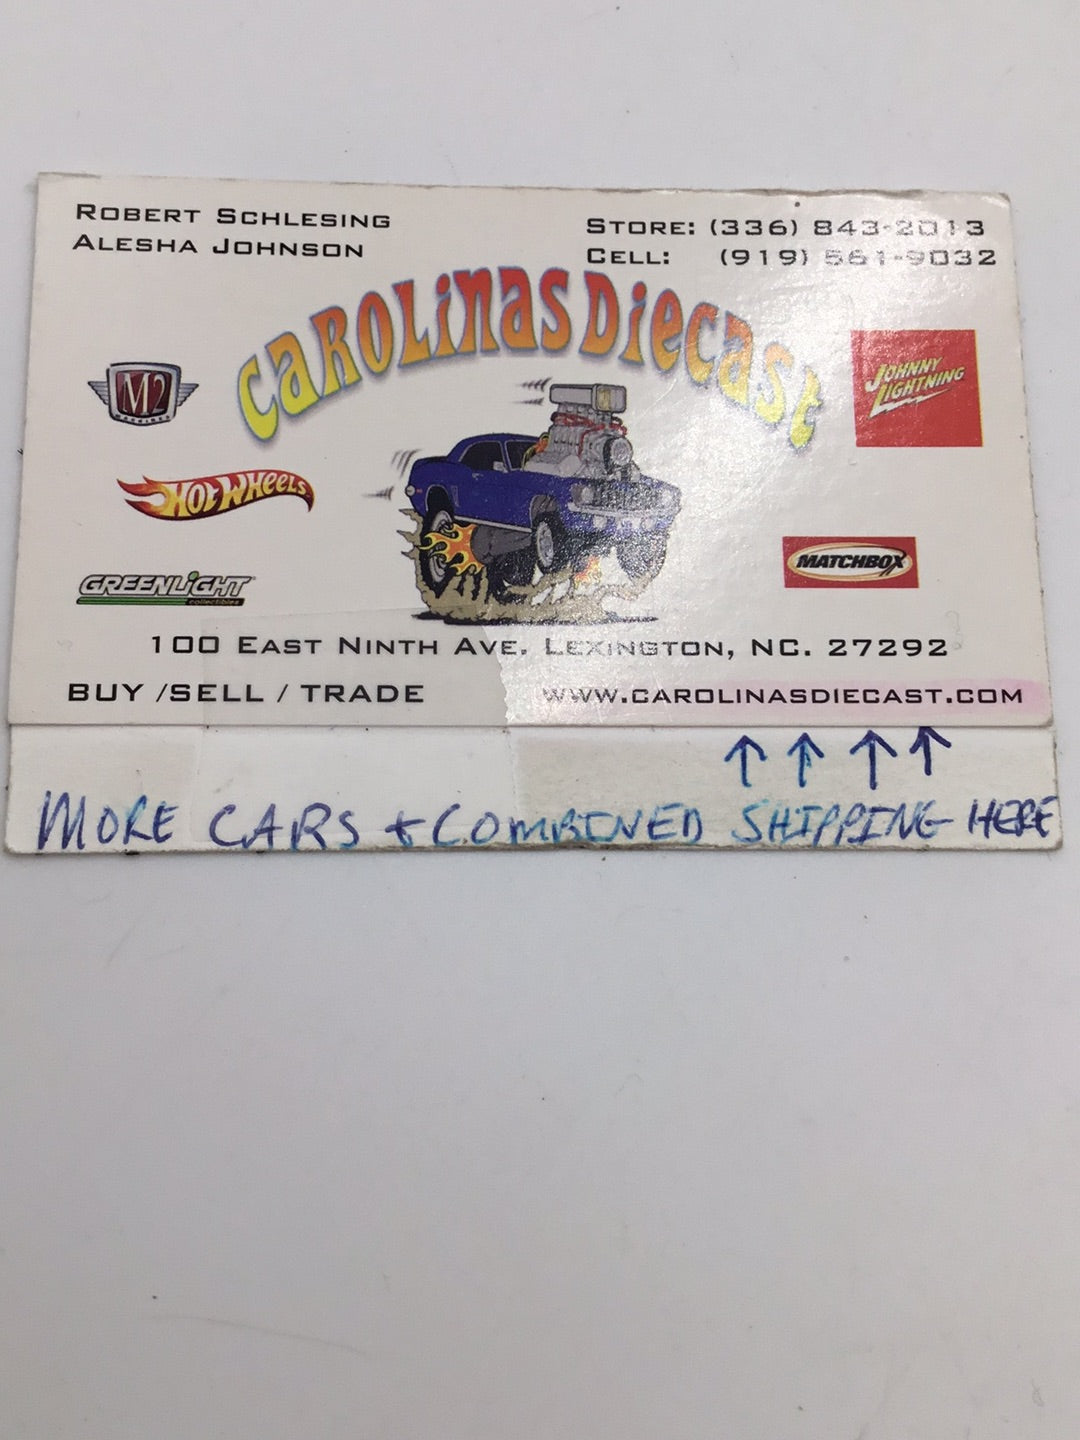 ROBERT SCHLESING
ALESHA JOHNSON
STORE: (336) 843-2013
CELL: (919) 561-9032
CAROLINAS DIECAST
M2
MACHINES
JOHNNY
LIGHTNING
HOT WHEELS
MATCHBOX
GREENLIGHT
collectibles
100 EAST NINTH AVE. LEXINGTON, NC. 27292
BUY /SELL / TRADE
WWW.CAROLINASDIECAST.COM
MORE CARS + COMBINED SHIPPING HERE